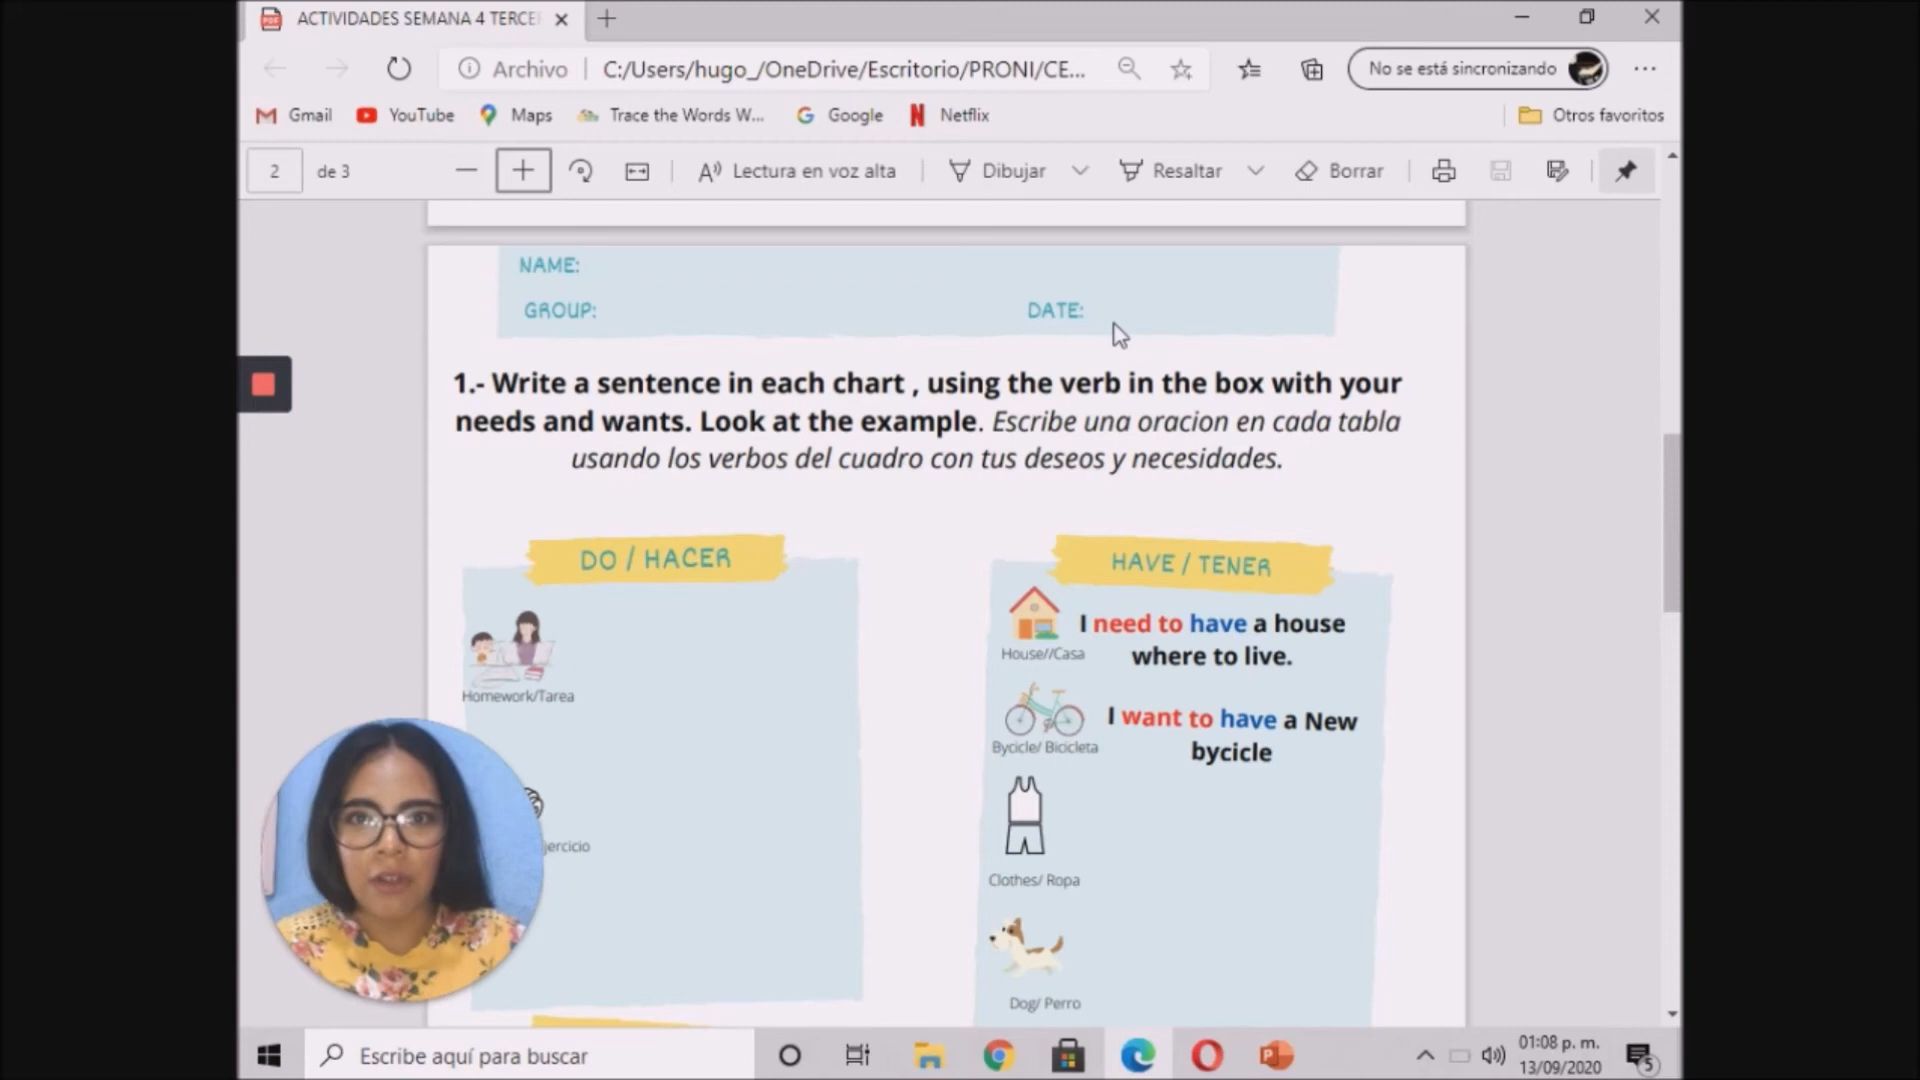 ACTIVIDADES SEMANA 4 TERCE
Archivo
C:/Users/hugo_/OneDrive/Escritorio/PRONI/CE...
No se está sincronizando
Gmail
YouTube
Maps
Trace the Words W...
Google
Netflix
Otros favoritos
2 de 3
Lectura en voz alta
Dibujar
Resaltar
Borrar
NAME:
GROUP:
DATE:
1.- Write a sentence in each chart , using the verb in the box with your
needs and wants. Look at the example. Escribe una oracion en cada tabla
usando los verbos del cuadro con tus deseos y necesidades.
DO / HACER
Homework/Tarea
jercicio
HAVE / TENER
House//Casa
I need to have a house
where to live.
Bycicle/ Bicicleta
I want to have a New
bycicle
Clothes/ Ropa
Dog/ Perro
Escribe aquí para buscar
01:08 p. m.
13/09/2020
5